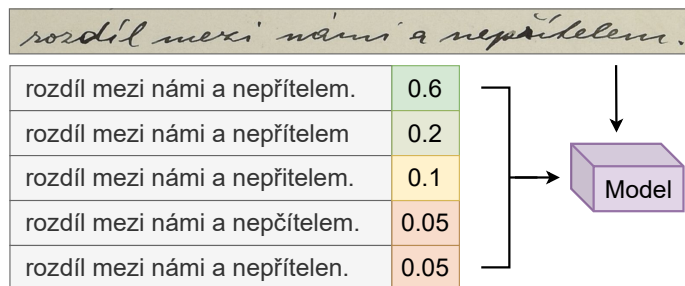 rozdíl mezi námi a nepřítelem.
rozdíl mezi námi a nepřítelem. 0.6
rozdíl mezi námi a nepřítelem 0.2
rozdíl mezi námi a nepřitelem. 0.1
rozdíl mezi námi a nepčítelem. 0.05
rozdíl mezi námi a nepřítelen. 0.05
Model